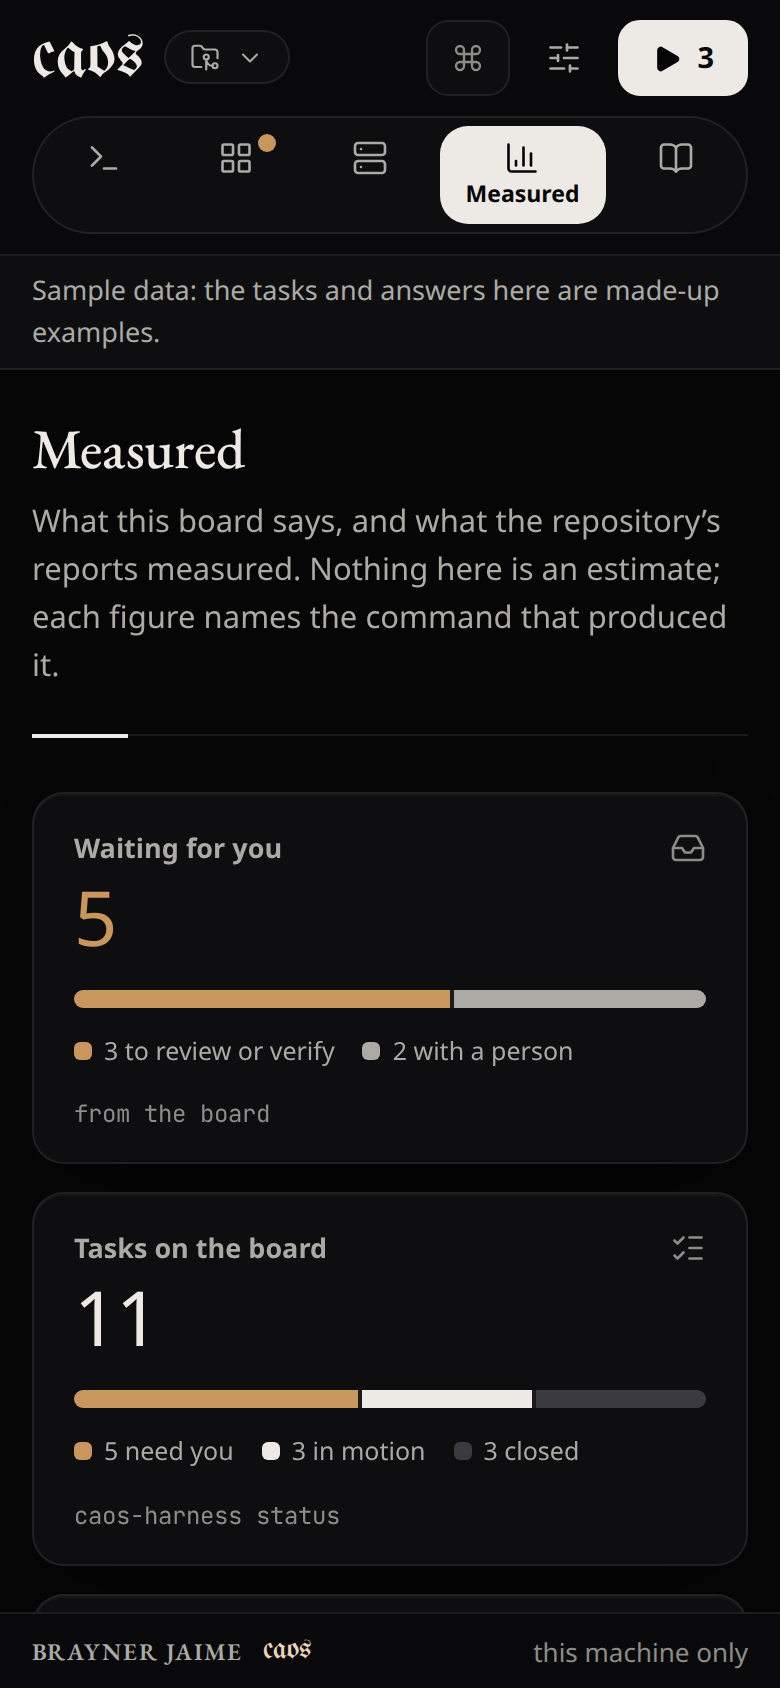 caos
3
Measured
Sample data: the tasks and answers here are made-up
examples.
Measured
What this board says, and what the repository’s
reports measured. Nothing here is an estimate;
each figure names the command that produced
it.
Waiting for you
5
3 to review or verify
2 with a person
from the board
Tasks on the board
11
5 need you
3 in motion
3 closed
caos-harness status
BRAYNER JAIME caos
this machine only